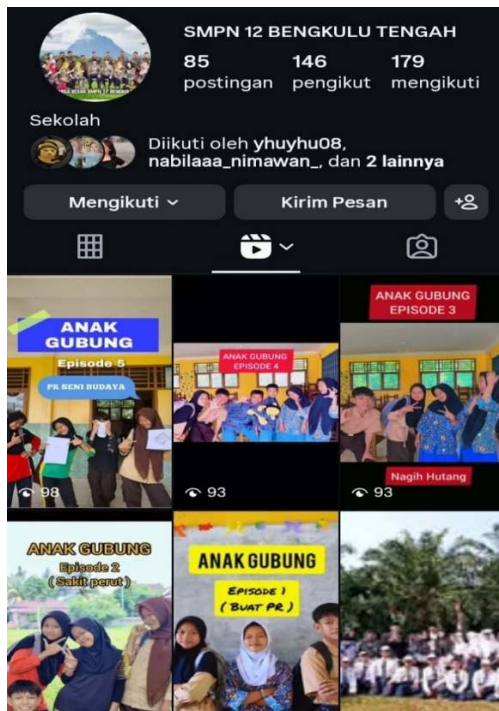 SMPN 12 BENGKULU TENGAH
85 146 179
postingan pengikut mengikuti
Sekolah
Diikuti oleh yhuyhu08,
nabilaaa_nimawan_, dan 2 lainnya
Mengikuti
Kirim Pesan
ANAK
GUBUNG
Episode 5
PR SENI BUDAYA
98
ANAK GUBUNG
EPISODE 4
93
ANAK GUBUNG
EPISODE 3
Nagih Hutang
93
ANAK GUBUNG
Episode 2
( Sakit perut )
ANAK GUBUNG
EPISODE 1
( BUAT PR )